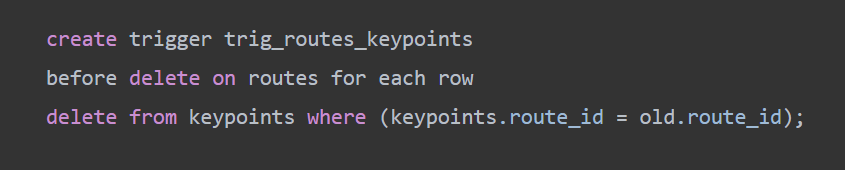 create trigger trig_routes_keypoints
before delete on routes for each row
delete from keypoints where (keypoints.route_id = old.route_id);